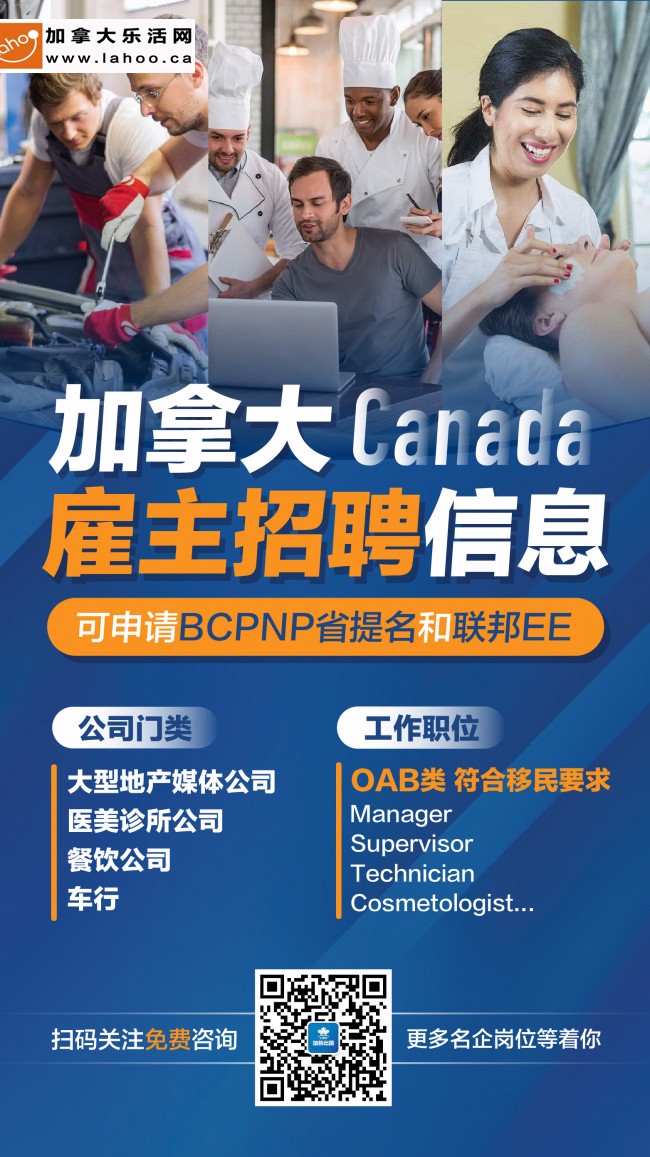 lahoo
加拿大乐活网
www.lahoo.ca
加拿大 Canada
雇主招聘信息
可申请BCPNP省提名和联邦EE
公司门类
大型地产媒体公司
医美诊所公司
餐饮公司
车行
工作职位
OAB类 符合移民要求
Manager
Supervisor
Technician
Cosmetologist...
扫码关注免费咨询
更多名企岗位等着你